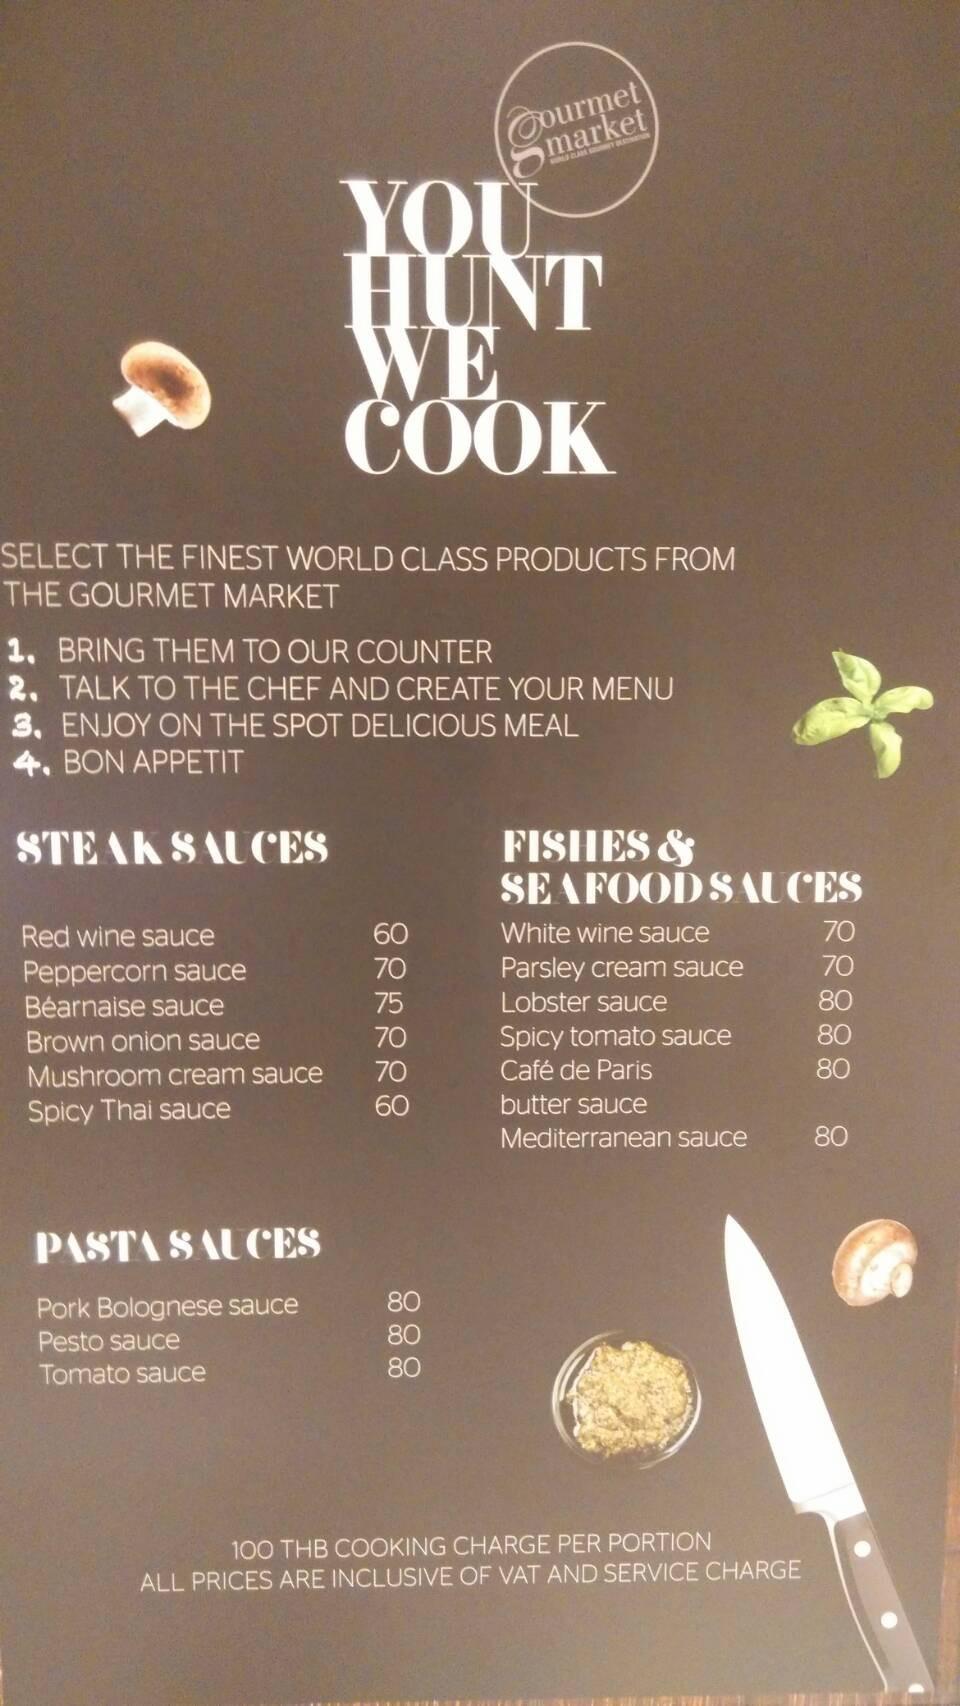 gourmet
market
WORLD CLASS GOURMET DESTINATION
YOU
HUNT
WE
COOK
SELECT THE FINEST WORLD CLASS PRODUCTS FROM
THE GOURMET MARKET
1. BRING THEM TO OUR COUNTER
2. TALK TO THE CHEF AND CREATE YOUR MENU
3. ENJOY ON THE SPOT DELICIOUS MEAL
4. BON APPETIT
STEAK SAUCES
Red wine sauce 60
Peppercorn sauce 70
Béarnaise sauce 75
Brown onion sauce 70
Mushroom cream sauce 70
Spicy Thai sauce 60
FISHES &
SEAFOOD SAUCES
White wine sauce 70
Parsley cream sauce 70
Lobster sauce 80
Spicy tomato sauce 80
Café de Paris 80
butter sauce
Mediterranean sauce 80
PASTA SAUCES
Pork Bolognese sauce 80
Pesto sauce 80
Tomato sauce 80
100 THB COOKING CHARGE PER PORTION
ALL PRICES ARE INCLUSIVE OF VAT AND SERVICE CHARGE